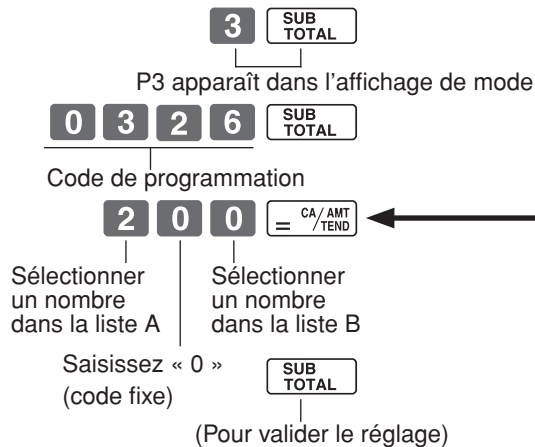 3 SUB TOTAL
P3 apparaît dans l'affichage de mode
0 3 2 6 SUB TOTAL
Code de programmation
2 0 0 = CA/AMT /TEND
Sélectionner un nombre dans la liste A
Sélectionner un nombre dans la liste B
Saisissez « 0 » (code fixe)
SUB TOTAL
(Pour valider le réglage)